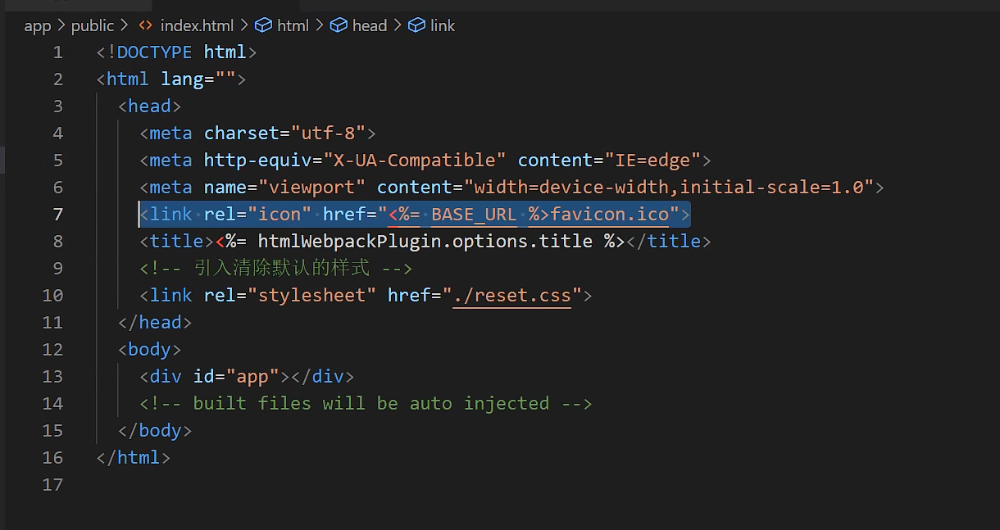 app > public > <> index.html > html > head > link
1 <!DOCTYPE html>
2 <html lang="">
3 <head>
4 <meta charset="utf-8">
5 <meta http-equiv="X-UA-Compatible" content="IE=edge">
6 <meta name="viewport" content="width=device-width,initial-scale=1.0">
7 <link rel="icon" href="<%= BASE_URL %>favicon.ico">
8 <title><%= htmlWebpackPlugin.options.title %></title>
9 <!-- 引入清除默认的样式 -->
10 <link rel="stylesheet" href="./reset.css">
11 </head>
12 <body>
13 <div id="app"></div>
14 <!-- built files will be auto injected -->
15 </body>
16 </html>
17